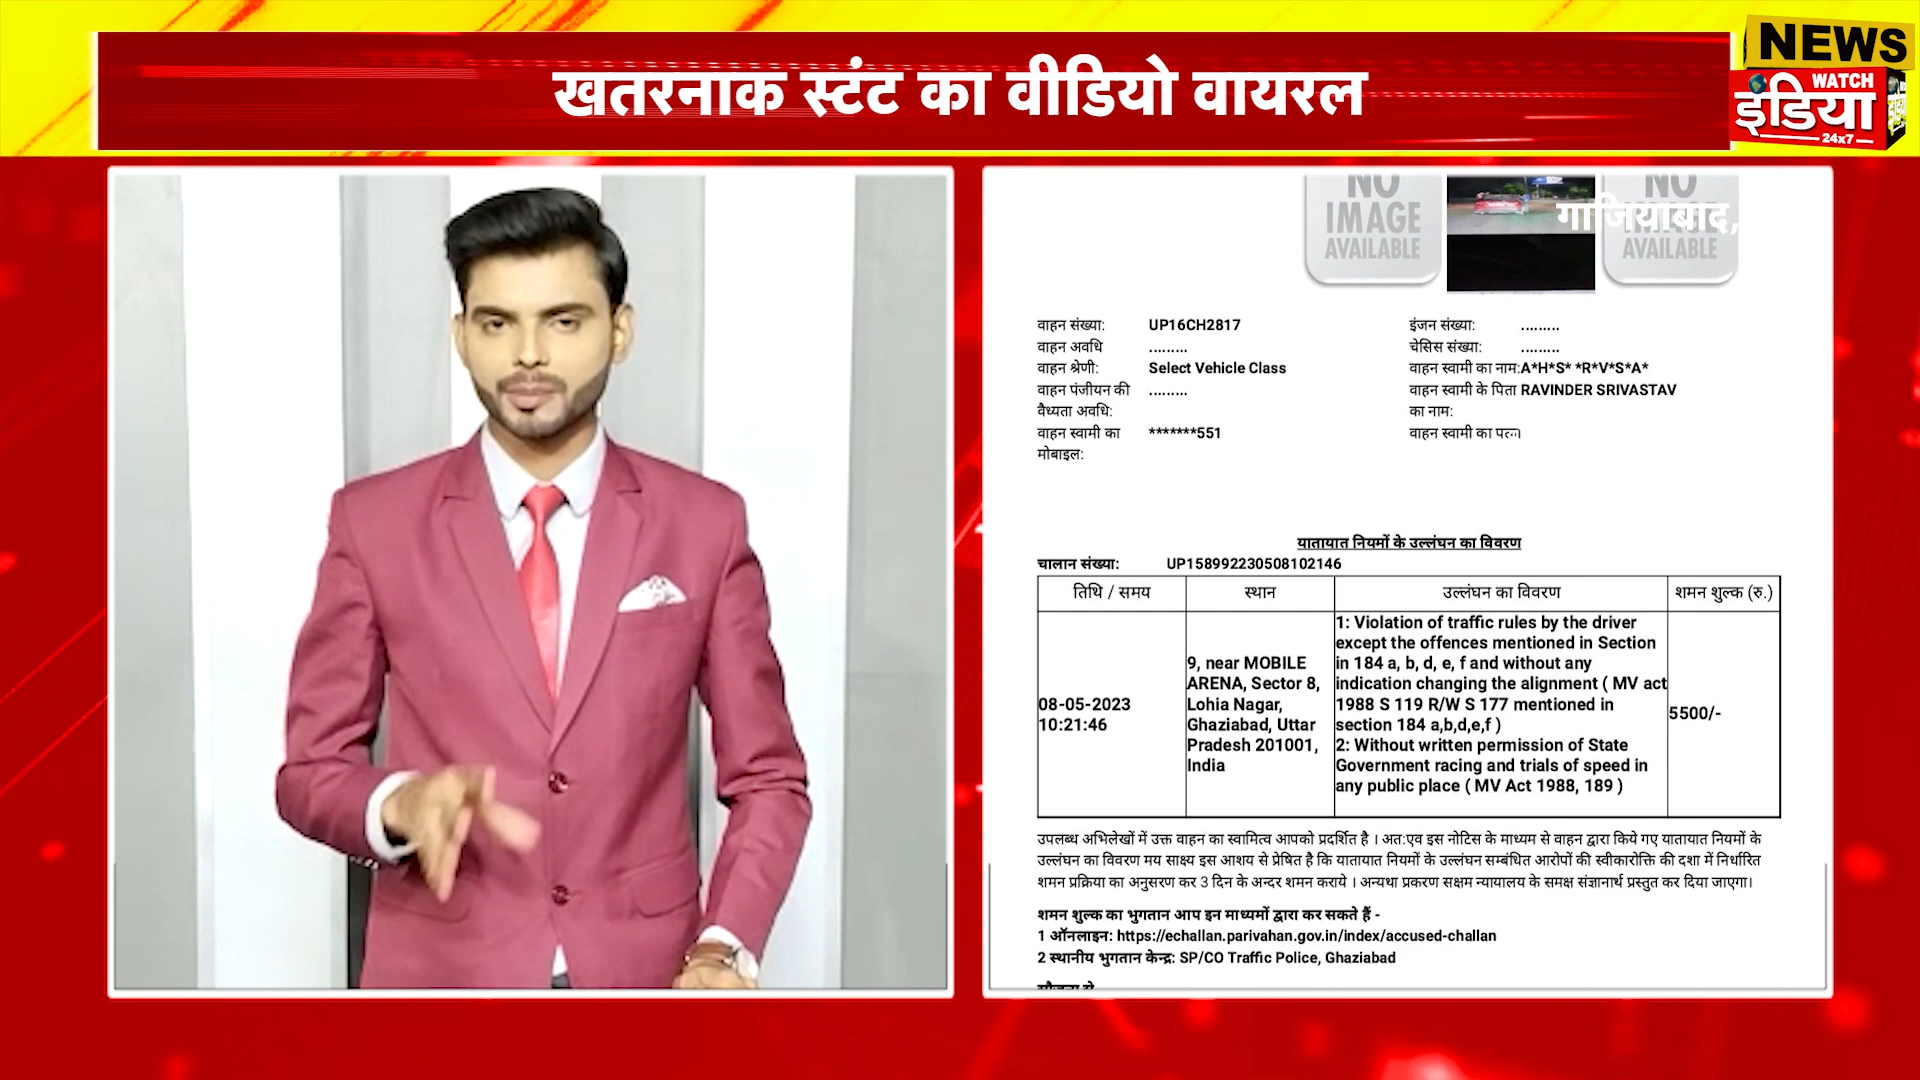 खतरनाक स्टंट का वीडियो वायरल
NEWS
WATCH
इंडिया
24x7
NO
IMAGE
AVAILABLE
NO
IMAGE
AVAILABLE
गाजियाबाद,
वाहन संख्या: UP16CH2817 इंजन संख्या: .........
वाहन अवधि ......... चेसिस संख्या: .........
वाहन श्रेणी: Select Vehicle Class वाहन स्वामी का नाम:A*H*S* *R*V*S*A*
वाहन पंजीयन की ......... वाहन स्वामी के पिता RAVINDER SRIVASTAV
वैध्यता अवधि: का नाम:
वाहन स्वामी का *******551 वाहन स्वामी का
मोबाइल:
यातायात नियमों के उल्लंघन का विवरण
चालान संख्या: UP158992230508102146
तिथि / समय स्थान उल्लंघन का विवरण शमन शुल्क (रु.)
08-05-2023
10:21:46
9, near MOBILE
ARENA, Sector 8,
Lohia Nagar,
Ghaziabad, Uttar
Pradesh 201001,
India
1: Violation of traffic rules by the driver
except the offences mentioned in Section
in 184 a, b, d, e, f and without any
indication changing the alignment ( MV act
1988 S 119 R/W S 177 mentioned in
section 184 a,b,d,e,f )
2: Without written permission of State
Government racing and trials of speed in
any public place ( MV Act 1988, 189 )
5500/-
उपलब्ध अभिलेखों में उक्त वाहन का स्वामित्व आपको प्रदर्शित है । अत:एव इस नोटिस के माध्यम से वाहन द्वारा किये गए यातायात नियमों के
उल्लंघन का विवरण मय साक्ष्य इस आशय से प्रेषित है कि यातायात नियमों के उल्लंघन सम्बंधित आरोपों की स्वीकारोक्ति की दशा में निर्धारित
शमन प्रक्रिया का अनुसरण कर 3 दिन के अन्दर शमन कराये । अन्यथा प्रकरण सक्षम न्यायालय के समक्ष संज्ञानार्थ प्रस्तुत कर दिया जाएगा।
शमन शुल्क का भुगतान आप इन माध्यमों द्वारा कर सकते हैं -
1 ऑनलाइन: https://echallan.parivahan.gov.in/index/accused-challan
2 स्थानीय भुगतान केन्द्र: SP/CO Traffic Police, Ghaziabad